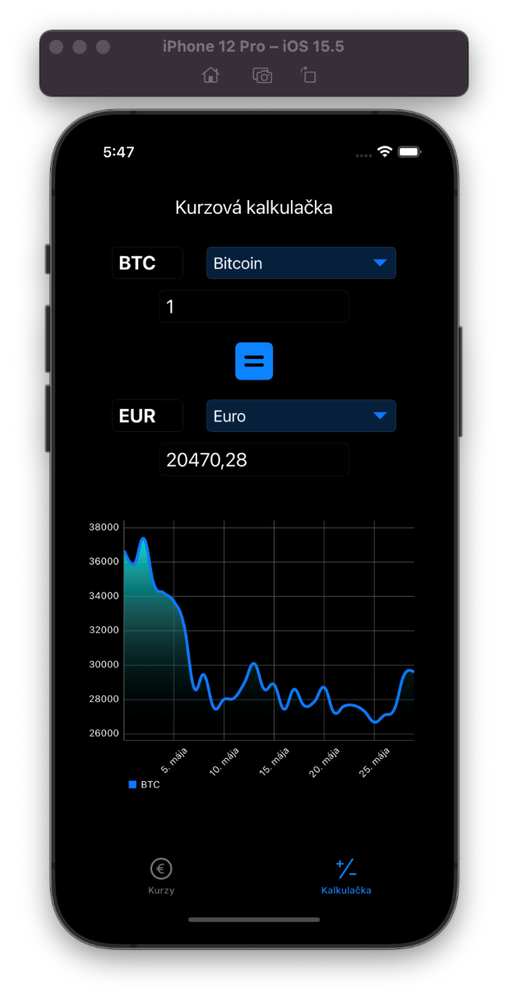 iPhone 12 Pro – iOS 15.5
5:47
Kurzová kalkulačka
BTC Bitcoin
1
=
EUR Euro
20470,28
38000
36000
34000
32000
30000
28000
26000
5. mája 10. mája 15. mája 20. mája 25. mája
BTC
€
+/−
Kurzy Kalkulačka